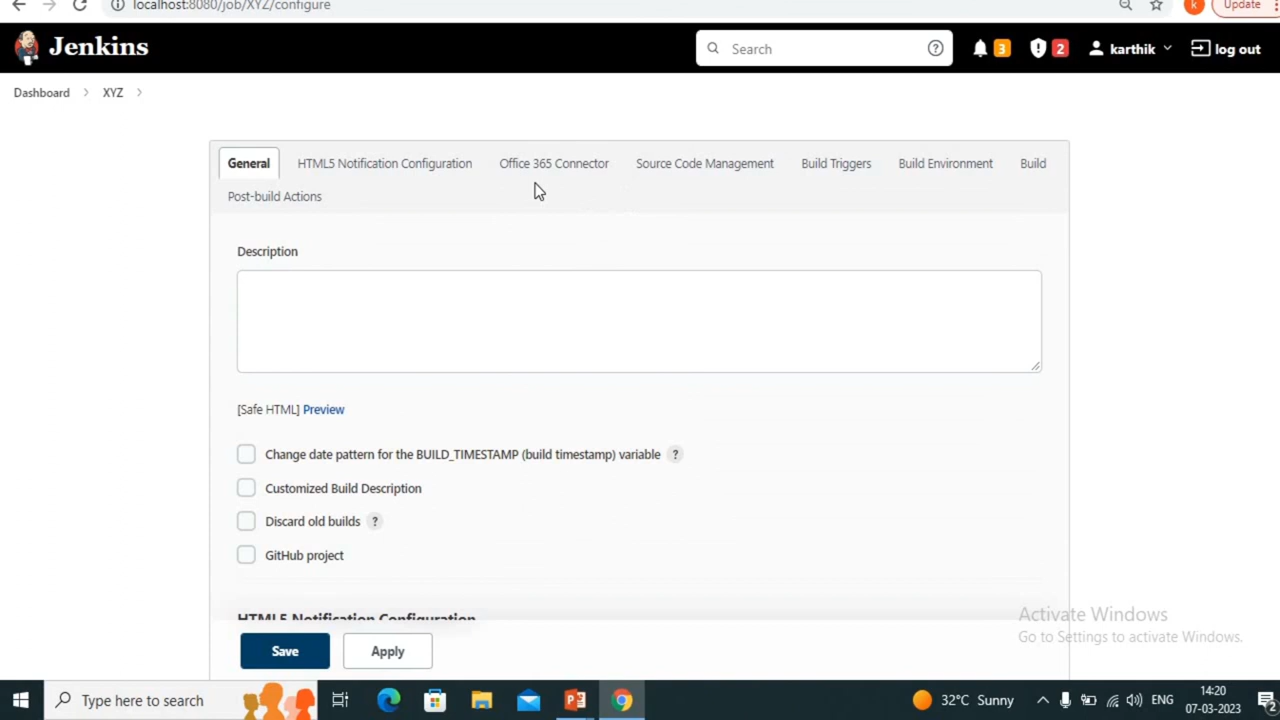 localhost:8080/job/XYZ/configure
Update
Jenkins
Search
?
3
2
karthik
log out
Dashboard > XYZ >
General
HTML5 Notification Configuration
Office 365 Connector
Source Code Management
Build Triggers
Build Environment
Build
Post-build Actions
Description
[Safe HTML] Preview
Change date pattern for the BUILD_TIMESTAMP (build timestamp) variable ?
Customized Build Description
Discard old builds ?
GitHub project
HTML5 Notification Configuration
Activate Windows
Go to Settings to activate Windows.
Save
Apply
Type here to search
32°C Sunny
ENG
14:20
07-03-2023
2